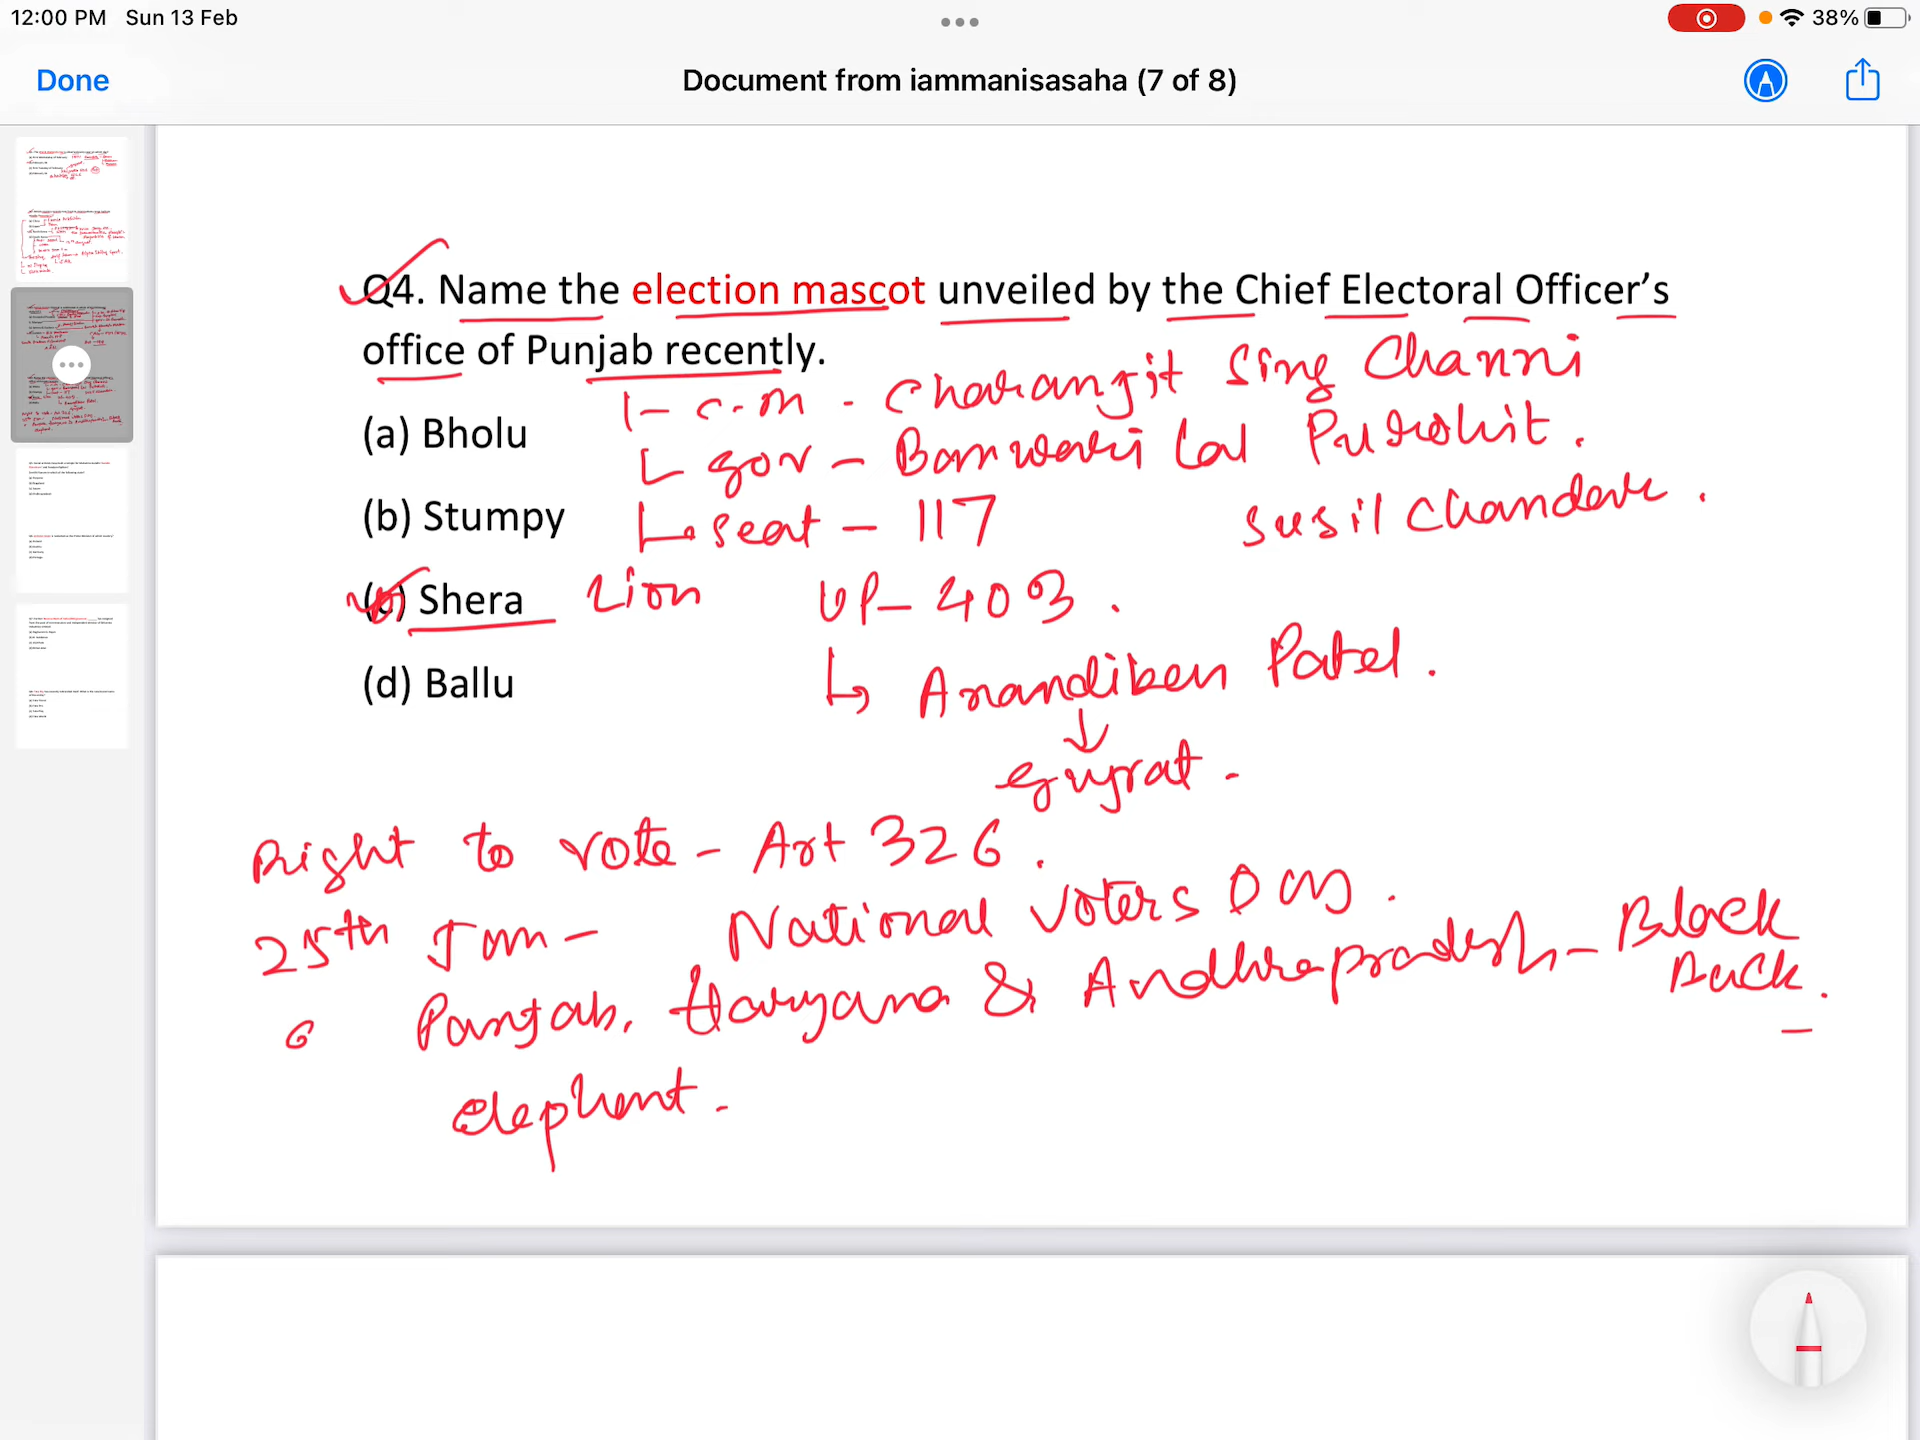 12:00 PM Sun 13 Feb
38%
Done
Document from iammanisasaha (7 of 8)
Q4. Name the election mascot unveiled by the Chief Electoral Officer’s
office of Punjab recently.
C.M - Charangjit Sing Channi
(a) Bholu
gov - Banwari Lal Purohit.
(b) Stumpy
Seat - 117
Susil Chandra.
(c) Shera Lion UP - 403.
(d) Ballu
Anandiben Patel.
Gujrat.
Right to vote - Art 326.
25th Jan - National Voters Day.
Panjab, Haryana & Andhrapradesh - Black
Buck.
elephent.